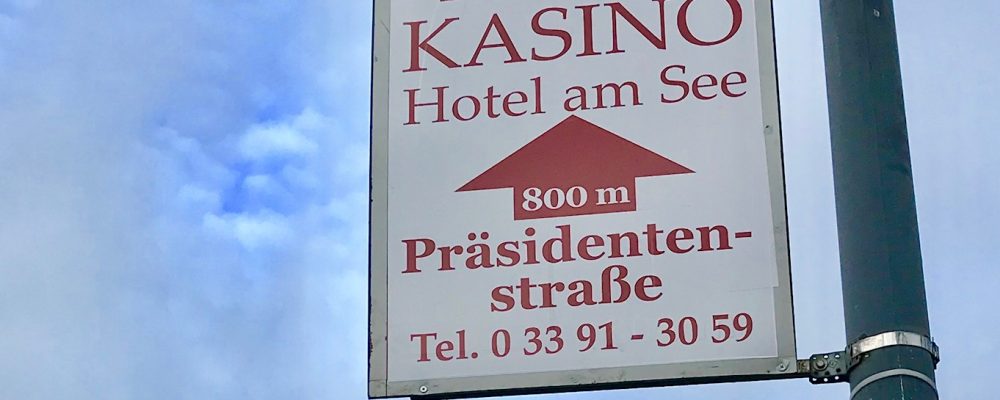 KASINO
Hotel am See
800 m
Präsidenten-
straße
Tel. 0 33 91 - 30 59